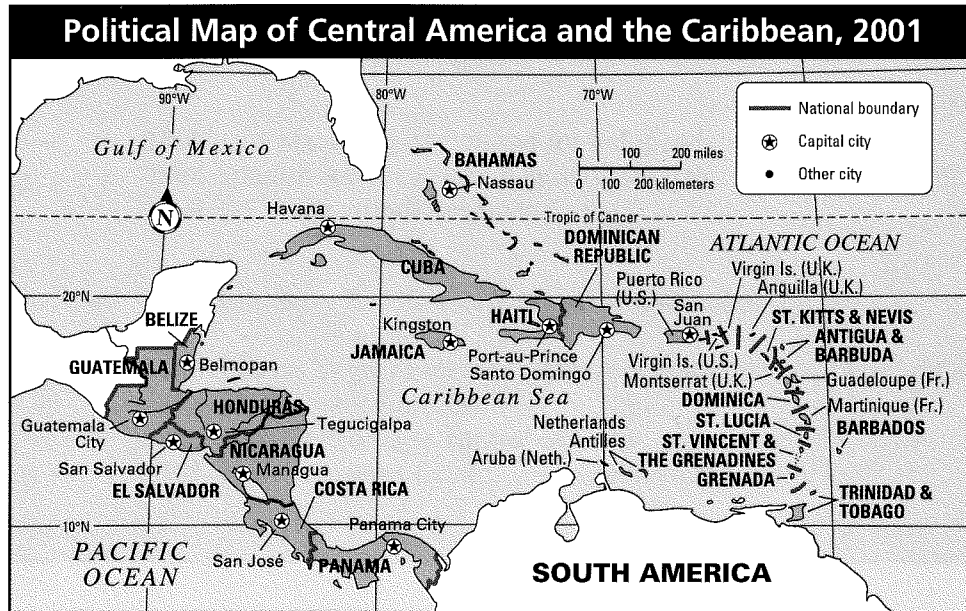 Political Map of Central America and the Caribbean, 2001
90°W
80°W
70°W
National boundary
Capital city
Other city
Gulf of Mexico
0 100 200 miles
0 100 200 kilometers
BAHAMAS
Nassau
N
Havana
Tropic of Cancer
DOMINICAN
REPUBLIC
ATLANTIC OCEAN
CUBA
Puerto Rico
(U.S.)
Virgin Is. (U.K.)
Anguilla (U.K.)
20°N
San
Juan
ST. KITTS & NEVIS
BELIZE
Kingston
HAITI
ANTIGUA &
BARBUDA
JAMAICA
Port-au-Prince
Santo Domingo
Virgin Is. (U.S.)
Montserrat (U.K.)
GUATEMALA
Belmopan
Guadeloupe (Fr.)
Caribbean Sea
DOMINICA
Martinique (Fr.)
HONDURAS
Guatemala
City
Tegucigalpa
Netherlands
Antilles
ST. LUCIA
BARBADOS
NICARAGUA
ST. VINCENT &
THE GRENADINES
San Salvador
Managua
Aruba (Neth.)
GRENADA
EL SALVADOR
COSTA RICA
TRINIDAD &
TOBAGO
10°N
Panama City
PACIFIC
OCEAN
San José
PANAMA
SOUTH AMERICA